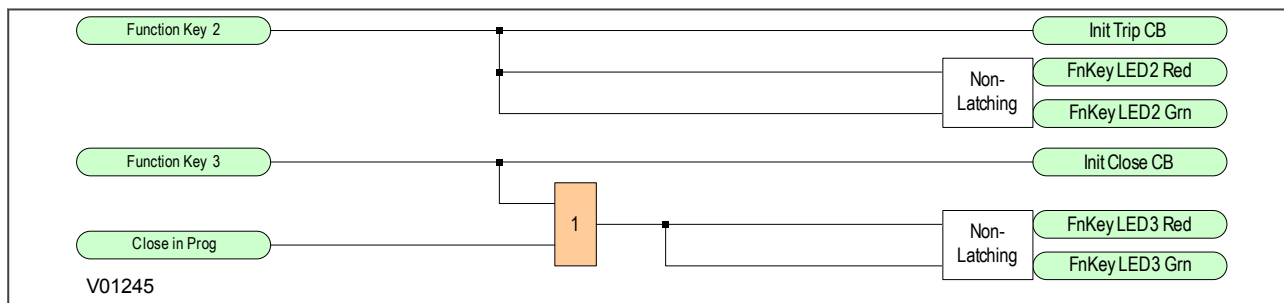 Function Key 2
Init Trip CB
Non-
Latching
FnKey LED2 Red
FnKey LED2 Grn
Function Key 3
Init Close CB
1
Close in Prog
Non-
Latching
FnKey LED3 Red
FnKey LED3 Grn
V01245